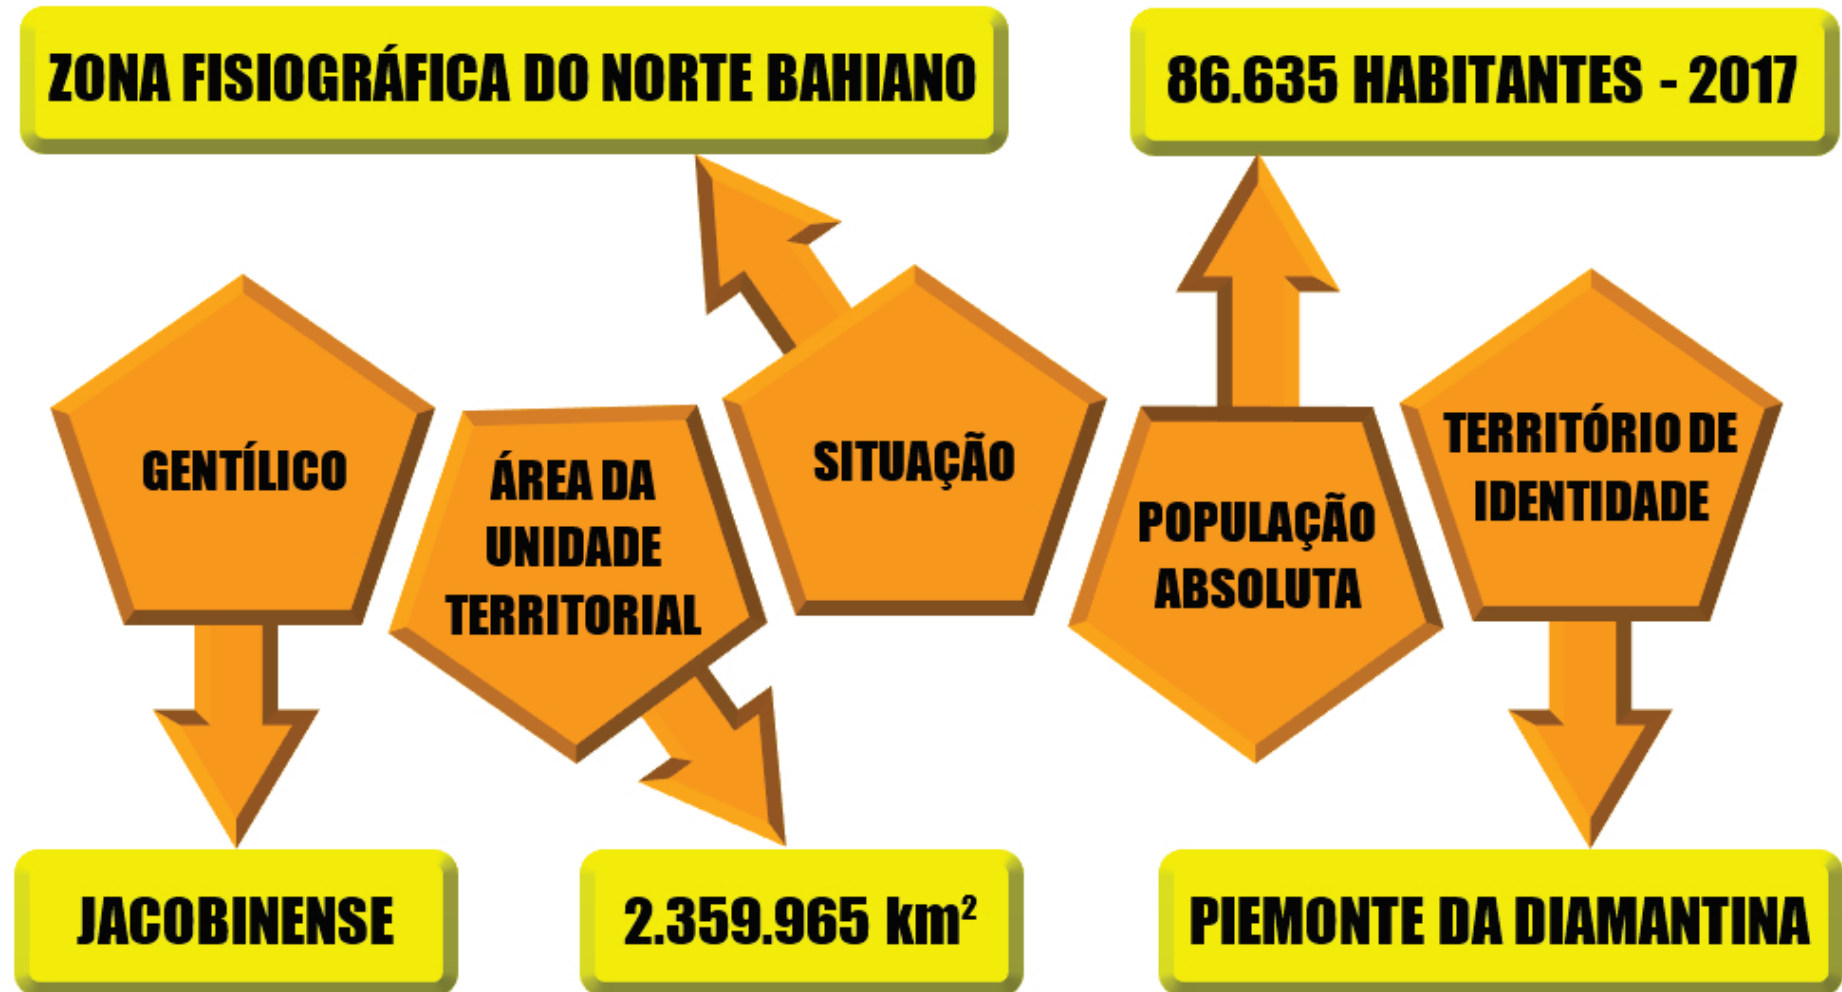 ZONA FISIOGRÁFICA DO NORTE BAHIANO
86.635 HABITANTES - 2017
GENTÍLICO
ÁREA DA
UNIDADE
TERRITORIAL
SITUAÇÃO
POPULAÇÃO
ABSOLUTA
TERRITÓRIO DE
IDENTIDADE
JACOBINENSE
2.359.965 km²
PIEMONTE DA DIAMANTINA